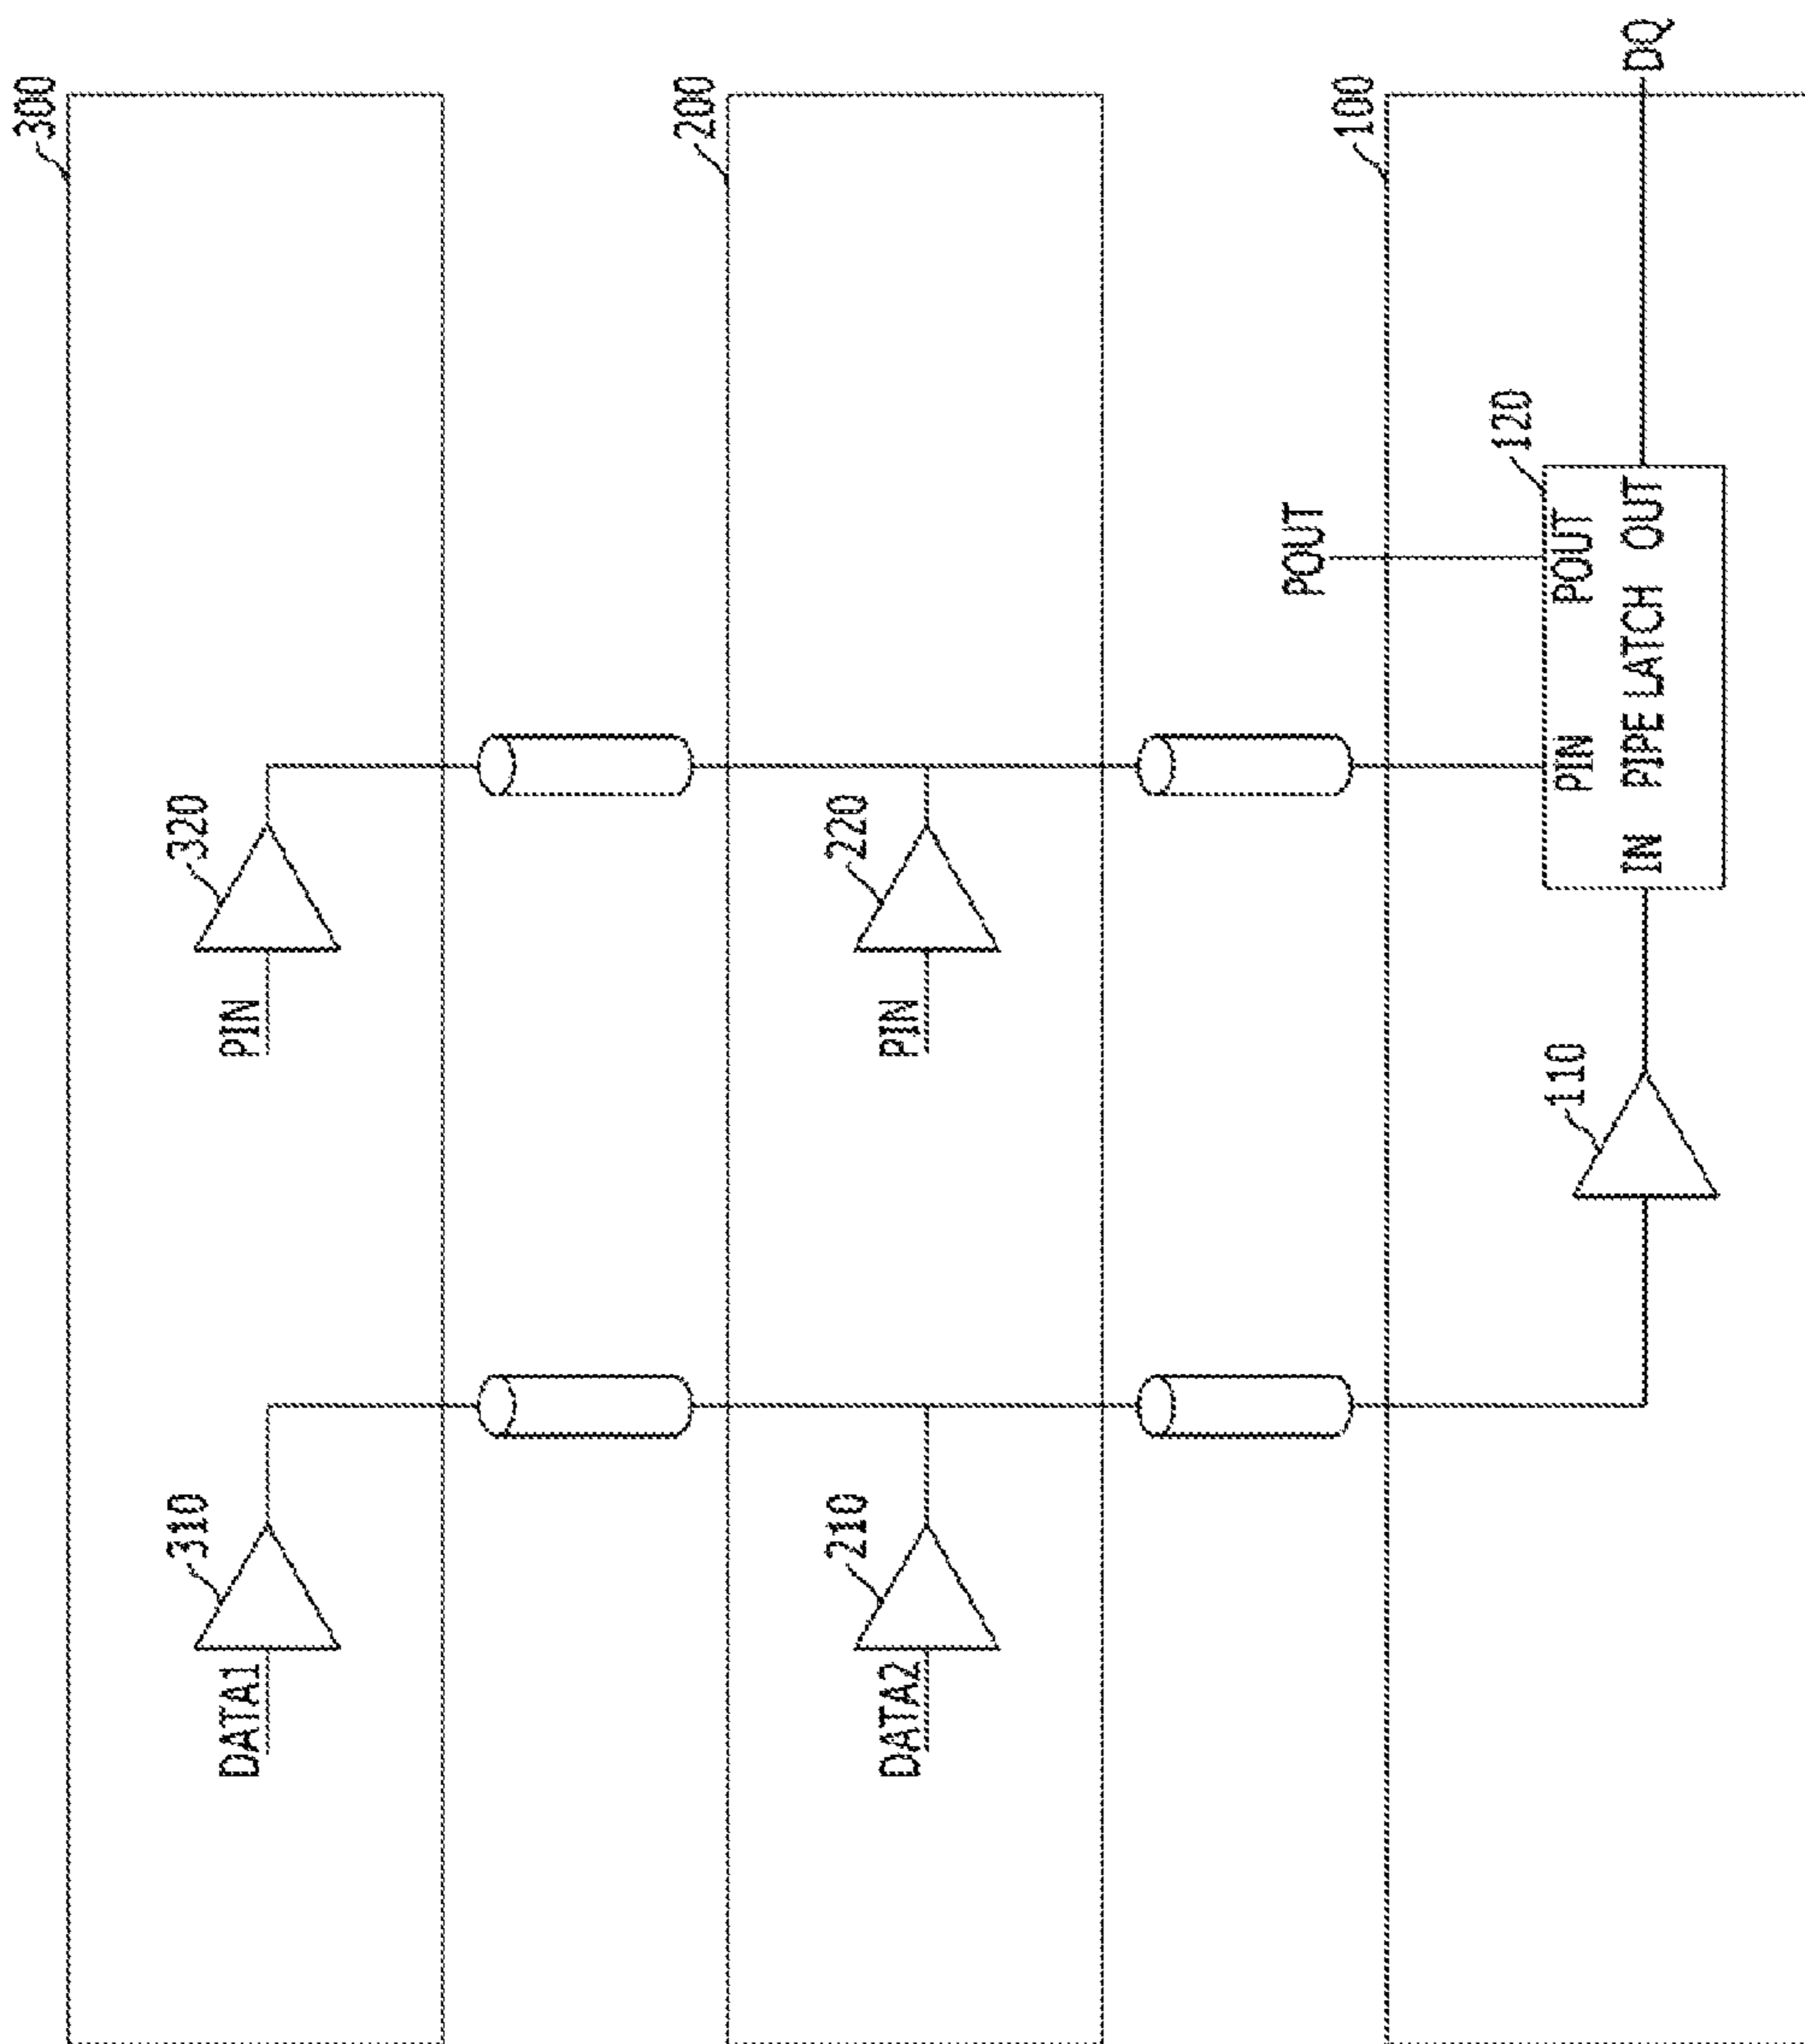 300
320
PIN
310
DATA1
200
220
PIN
210
DATA2
100
DQ
POUT
120
PIN POUT
IN PIPE LATCH OUT
110